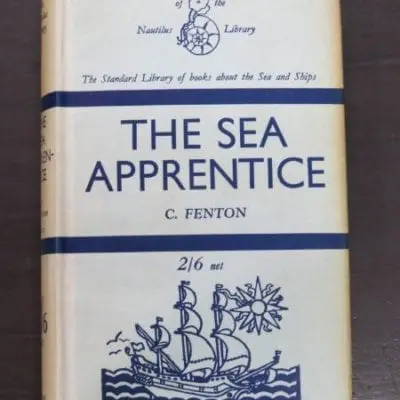 of the
Nautilus Library
The Standard Library of books about the Sea and Ships
THE SEA
APPRENTICE
C. FENTON
2/6 net